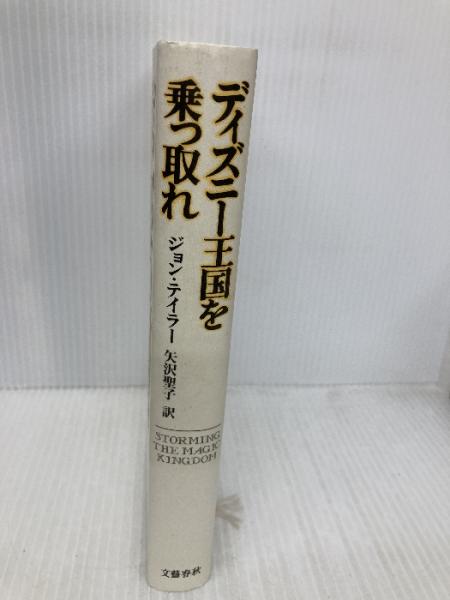 ディズニー王国を
乗っ取れ
ジョン・テイラー
矢沢聖子 訳
STORMING
THE MAGIC
KINGDOM
文藝春秋